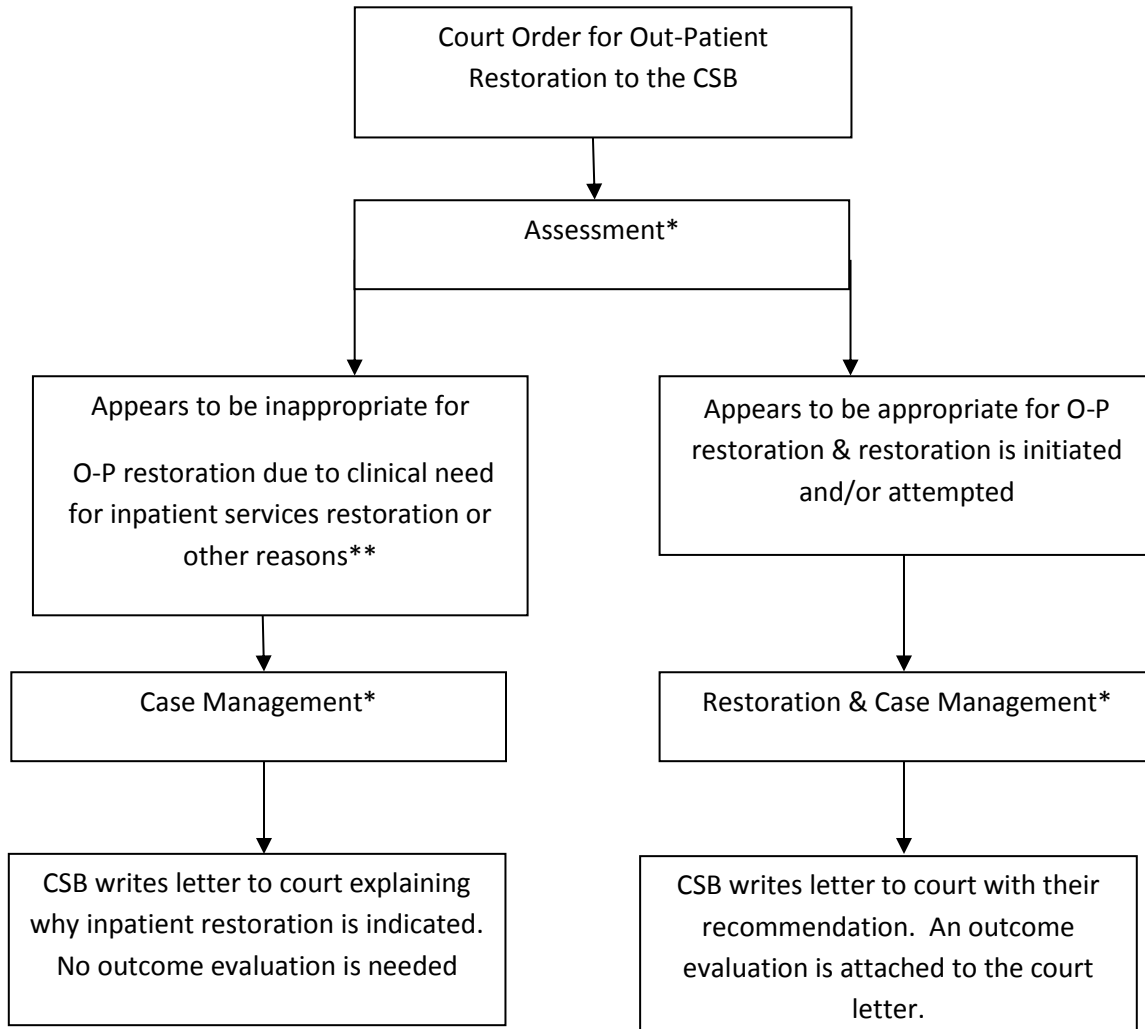 Court Order for Out-Patient
Restoration to the CSB
Assessment*
Appears to be inappropriate for
O-P restoration due to clinical need
for inpatient services restoration or
other reasons**
Appears to be appropriate for O-P
restoration & restoration is initiated
and/or attempted
Case Management*
Restoration & Case Management*
CSB writes letter to court explaining
why inpatient restoration is indicated.
No outcome evaluation is needed
CSB writes letter to court with their
recommendation.  An outcome
evaluation is attached to the court
letter.